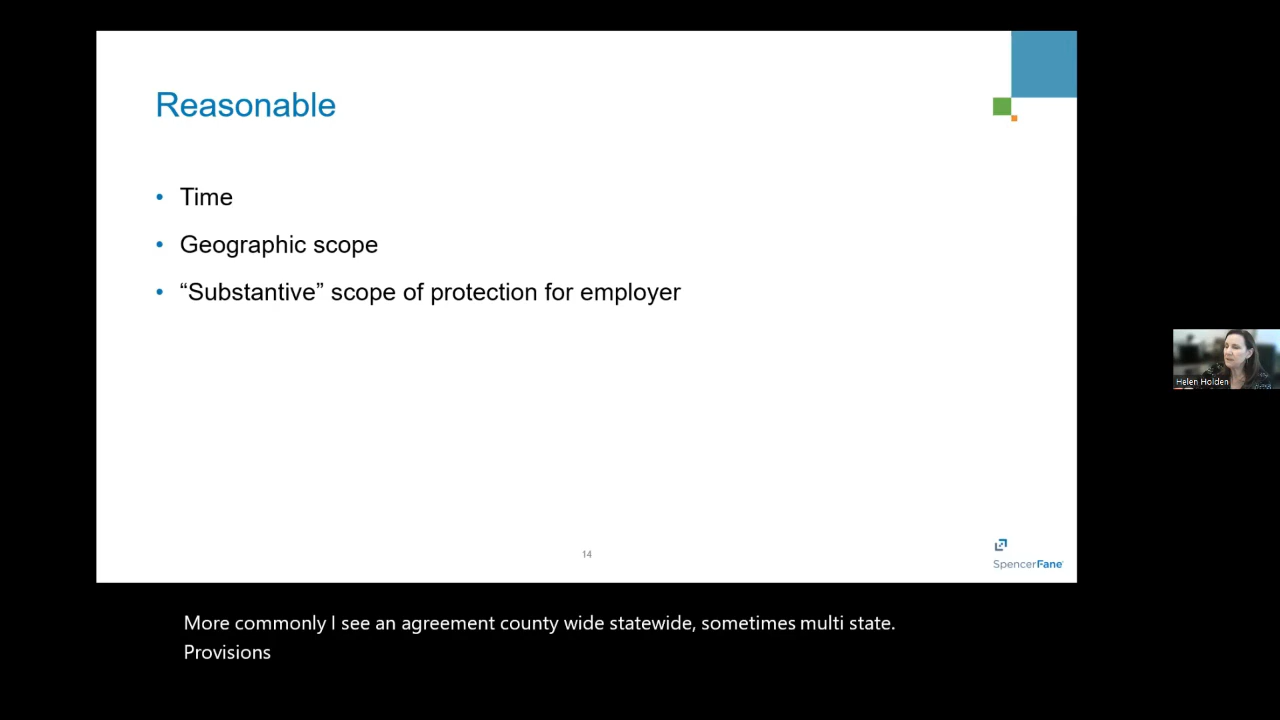 Reasonable
• Time
• Geographic scope
• “Substantive” scope of protection for employer
Helen Holden
14
SpencerFane
More commonly I see an agreement county wide statewide, sometimes multi state.
Provisions